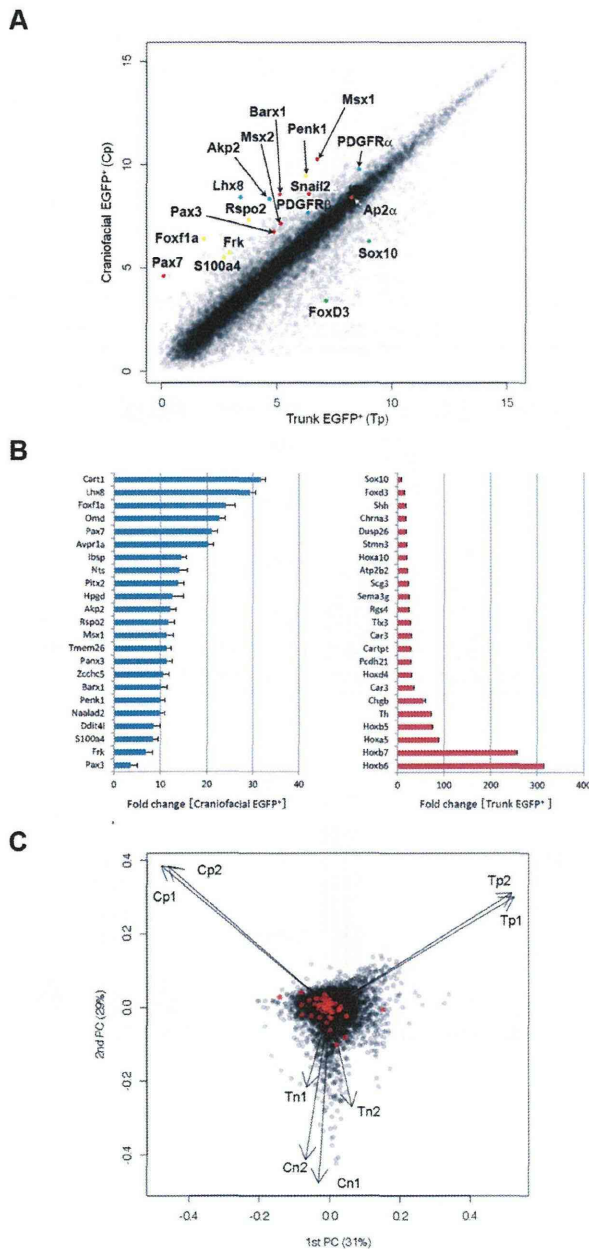 A
Craniofacial EGFP⁺ (Cp)
15
10
5
0
Msx1
Barx1
Penk1
Msx2
PDGFRα
Akp2
Snail2
Lhx8
PDGFRβ
Rspo2
Ap2α
Pax3
Foxf1a
Frk
Sox10
S100a4
Pax7
FoxD3
0 5 10 15
Trunk EGFP⁺ (Tp)
B
Cart1
Lhx8
Foxf1a
Omd
Pax7
Avpr1a
Ibsp
Nts
Pitx2
Hpgd
Akp2
Rspo2
Msx1
Tmem26
Panx3
Zcchc5
Barx1
Penk1
Naalad2
Ddit4l
S100a4
Frk
Pax3
0 10 20 30 40
Fold change [Craniofacial EGFP⁺]
Sox10
Foxd3
Shh
Chrna3
Dusp26
Stmn3
Hoxa10
Atp2b2
Scg3
Sema3g
Rgs4
Tlx3
Car3
Cartpt
Pcdh21
Hoxd4
Car3
Chgb
Th
Hoxb5
Hoxa5
Hoxb7
Hoxb6
0 100 200 300 400
Fold change [Trunk EGFP⁺]
C
2nd PC (29%)
0.4
0.2
0.0
-0.2
-0.4
Cp2
Cp1
Tp2
Tp1
Tn1
Tn2
Cn2
Cn1
-0.4 -0.2 0.0 0.2 0.4
1st PC (31%)